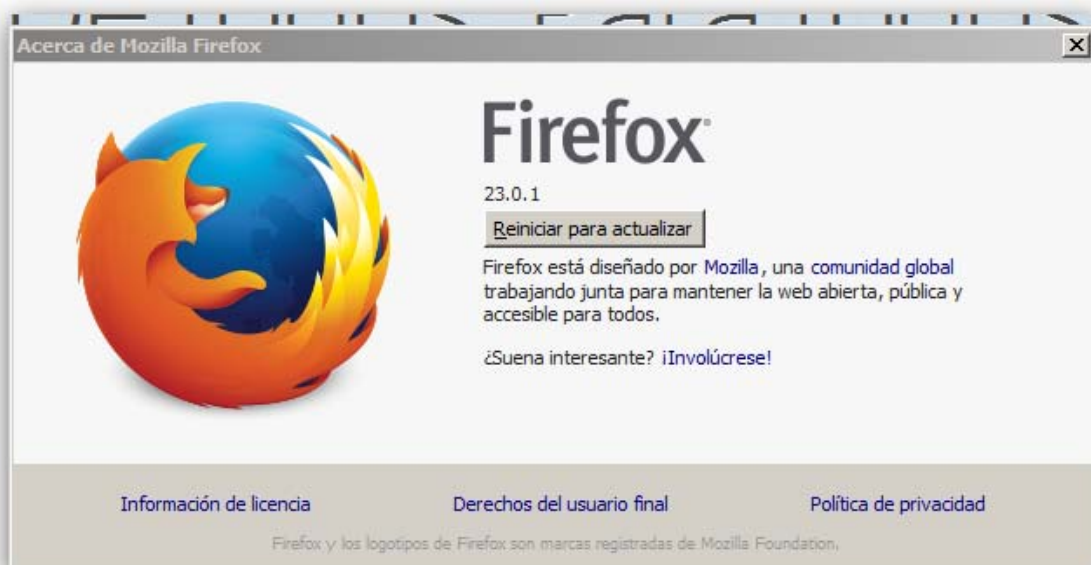 Acerca de Mozilla Firefox
Firefox
23.0.1
Reiniciar para actualizar
Firefox está diseñado por Mozilla, una comunidad global
trabajando junta para mantener la web abierta, pública y
accesible para todos.
¿Suena interesante? ¡Involúcrese!
Información de licencia Derechos del usuario final Política de privacidad
Firefox y los logotipos de Firefox son marcas registradas de Mozilla Foundation.